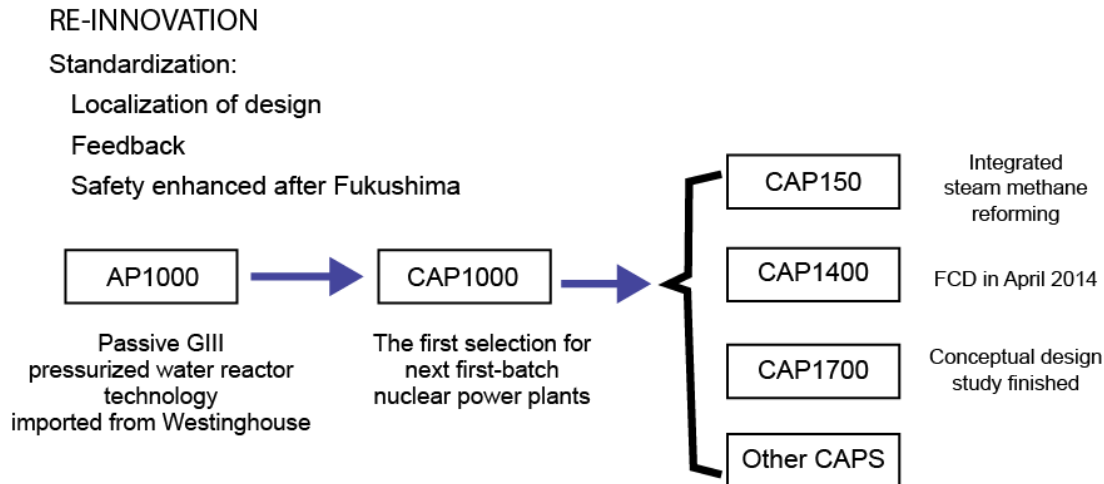 RE-INNOVATION
Standardization:
Localization of design
Feedback
Safety enhanced after Fukushima
AP1000
Passive GIII
pressurized water reactor
technology
imported from Westinghouse
CAP1000
The first selection for
next first-batch
nuclear power plants
CAP150
Integrated
steam methane
reforming
CAP1400
FCD in April 2014
CAP1700
Conceptual design
study finished
Other CAPS